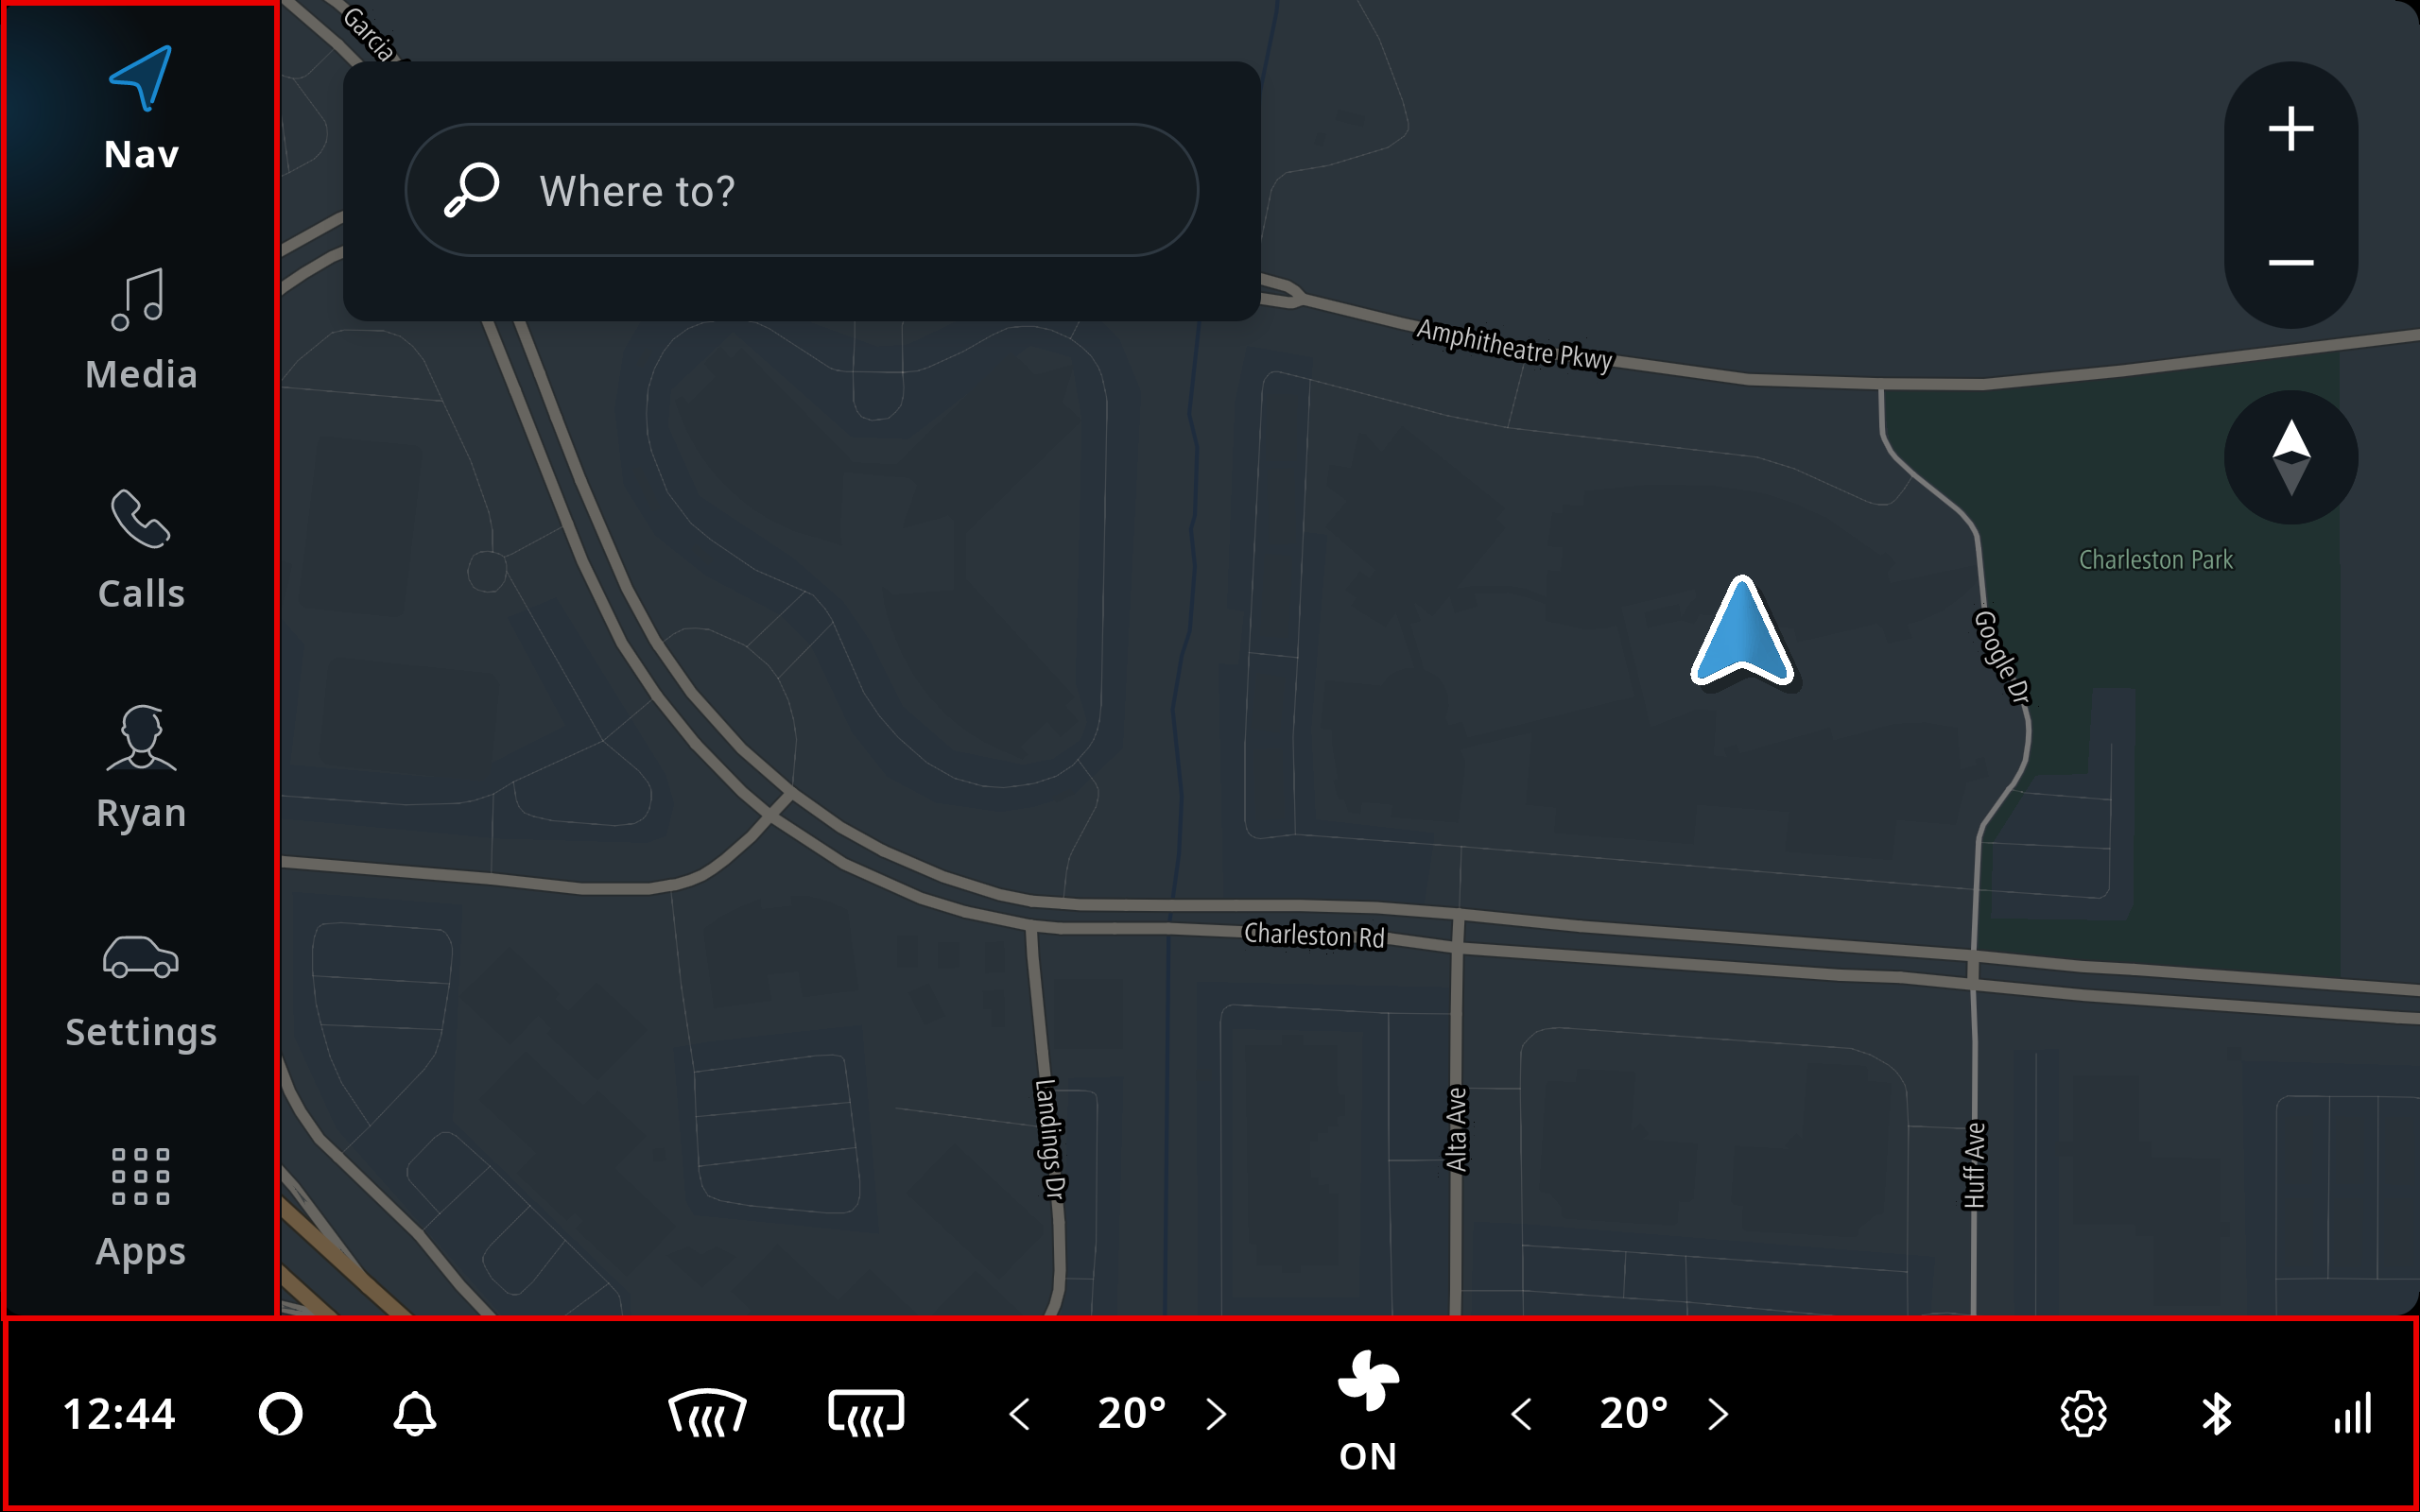 Nav
Media
Calls
Ryan
Settings
Apps
Garcia
Where to?
Amphitheatre Pkwy
Charleston Park
Google Dr
Charleston Rd
Landings Dr
Alta Ave
Huff Ave
12:44
20°
ON
20°